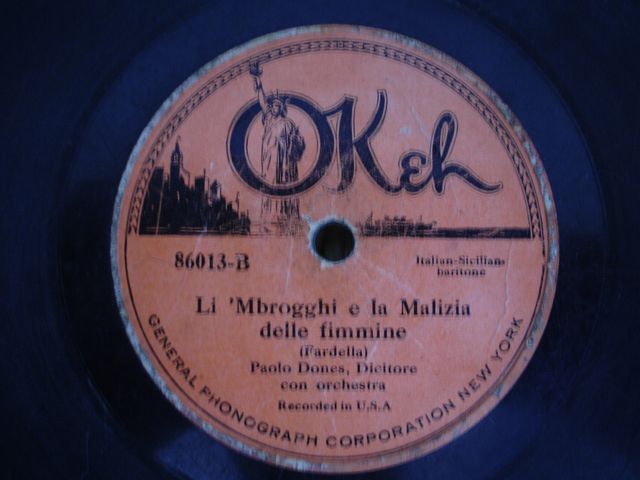 OKeh
86013-B
Italian-Sicilian
baritone
Li 'Mbrogghi e la Malizia
delle fimmine
(Fardella)
Paolo Dones, Dicitore
con orchestra
Recorded in U.S.A
GENERAL PHONOGRAPH CORPORATION NEW YORK